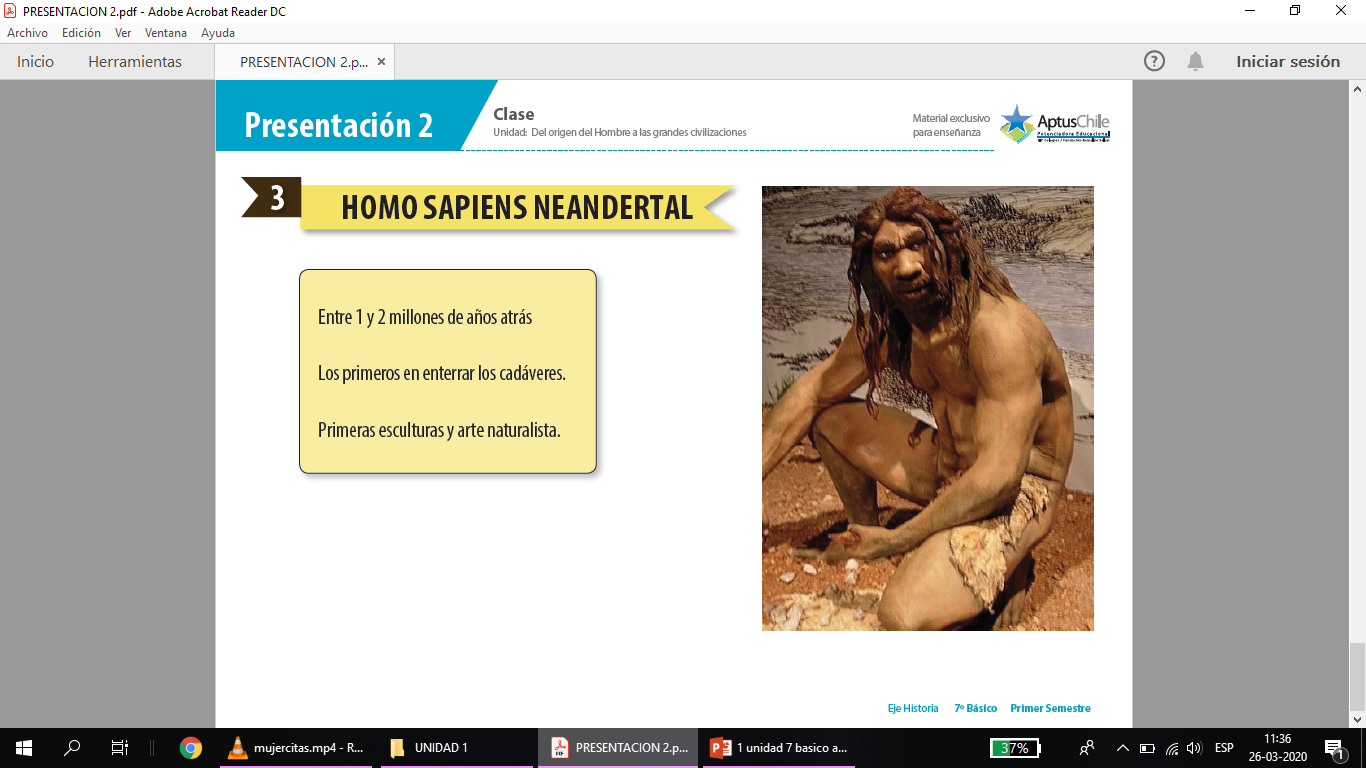 PRESENTACION 2.pdf - Adobe Acrobat Reader DC
Archivo Edición Ver Ventana Ayuda
Inicio Herramientas PRESENTACION 2.p... × Iniciar sesión
Presentación 2
Clase
Unidad: Del origen del Hombre a las grandes civilizaciones
Material exclusivo
para enseñanza
AptusChile
Potenciadora Educacional
3 HOMO SAPIENS NEANDERTAL
Entre 1 y 2 millones de años atrás
Los primeros en enterrar los cadáveres.
Primeras esculturas y arte naturalista.
Eje Historia 7º Básico Primer Semestre
mujercitas.mp4 - R... UNIDAD 1 PRESENTACION 2.p... 1 unidad 7 basico a... 37% ESP 11:36
26-03-2020 1